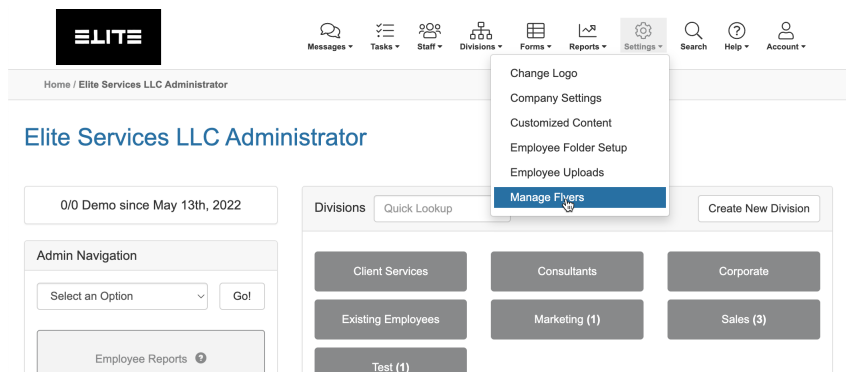 ELITE
Messages Tasks Staff Divisions Forms Reports Settings Search Help Account
Home / Elite Services LLC Administrator
Change Logo
Company Settings
Customized Content
Employee Folder Setup
Employee Uploads
Manage Flyers
Elite Services LLC Administrator
0/0 Demo since May 13th, 2022
Divisions Quick Lookup Create New Division
Admin Navigation
Select an Option Go!
Employee Reports ?
Client Services Consultants Corporate
Existing Employees Marketing (1) Sales (3)
Test (1)